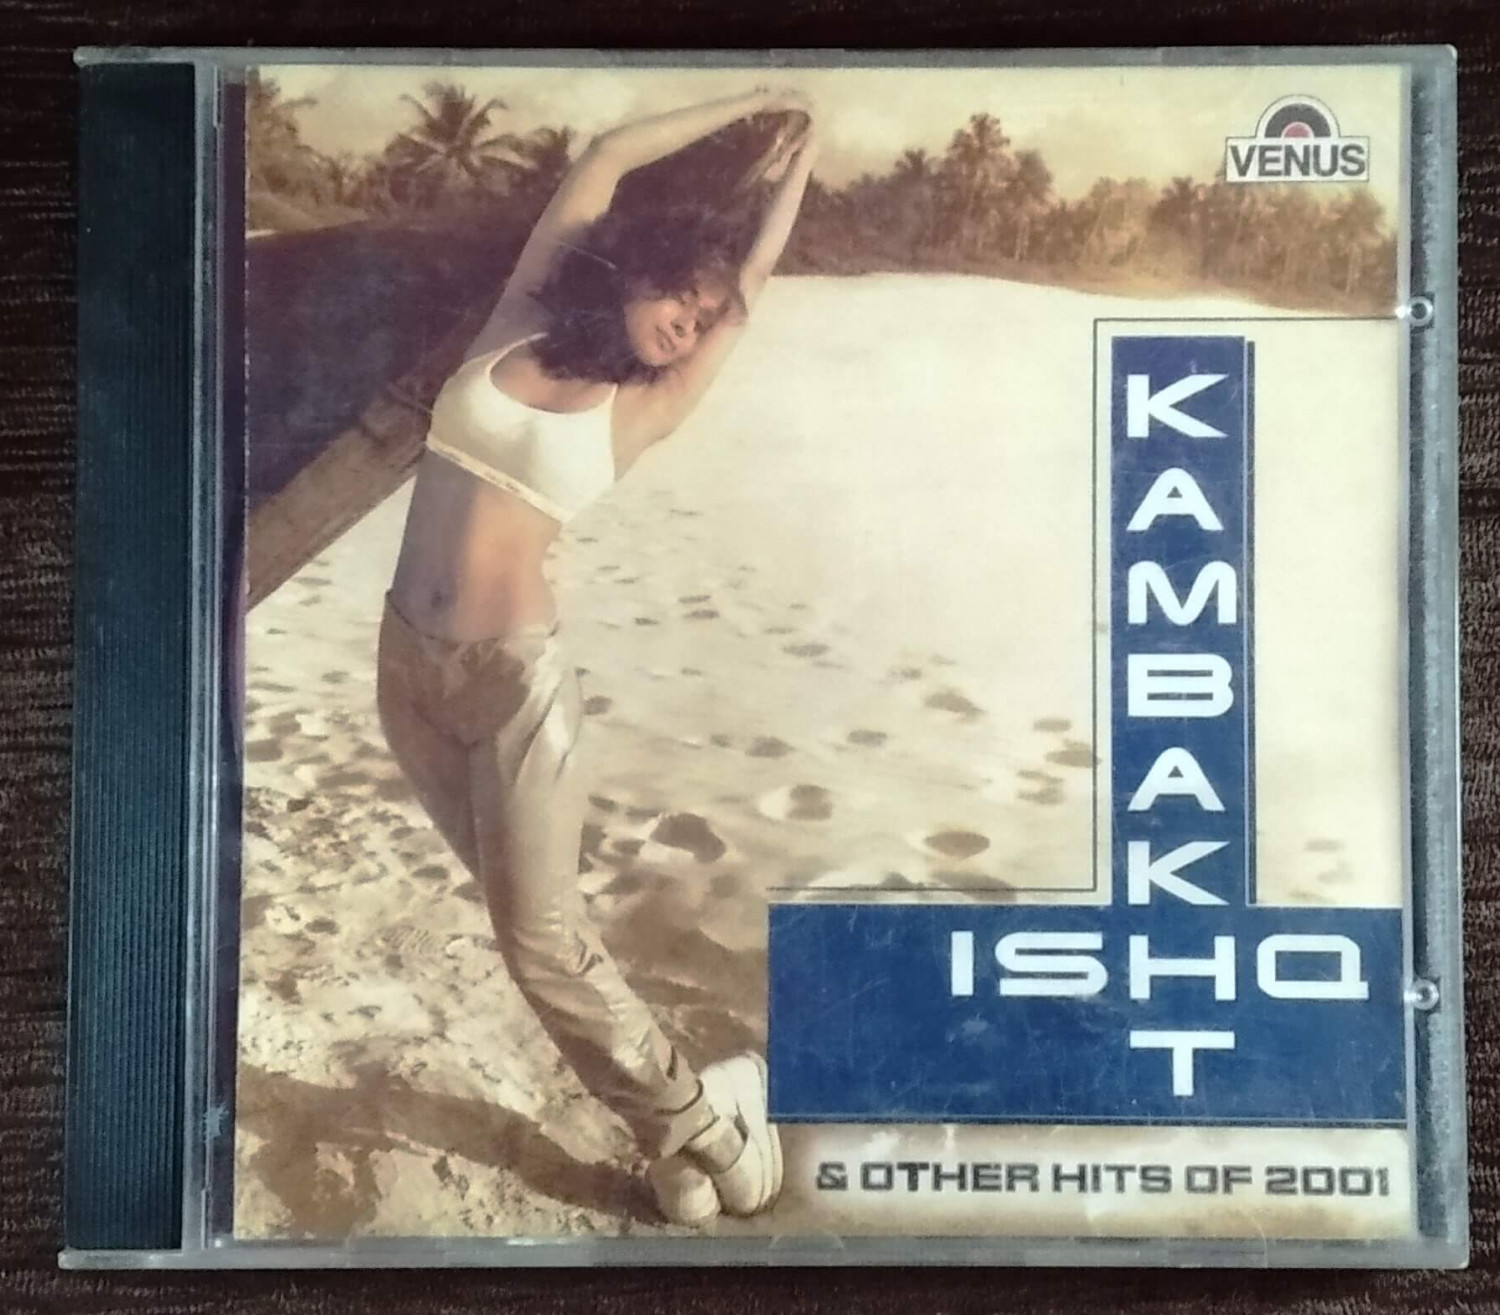 VENUS
KAMBAKHT
ISHQ
& OTHER HITS OF 2001